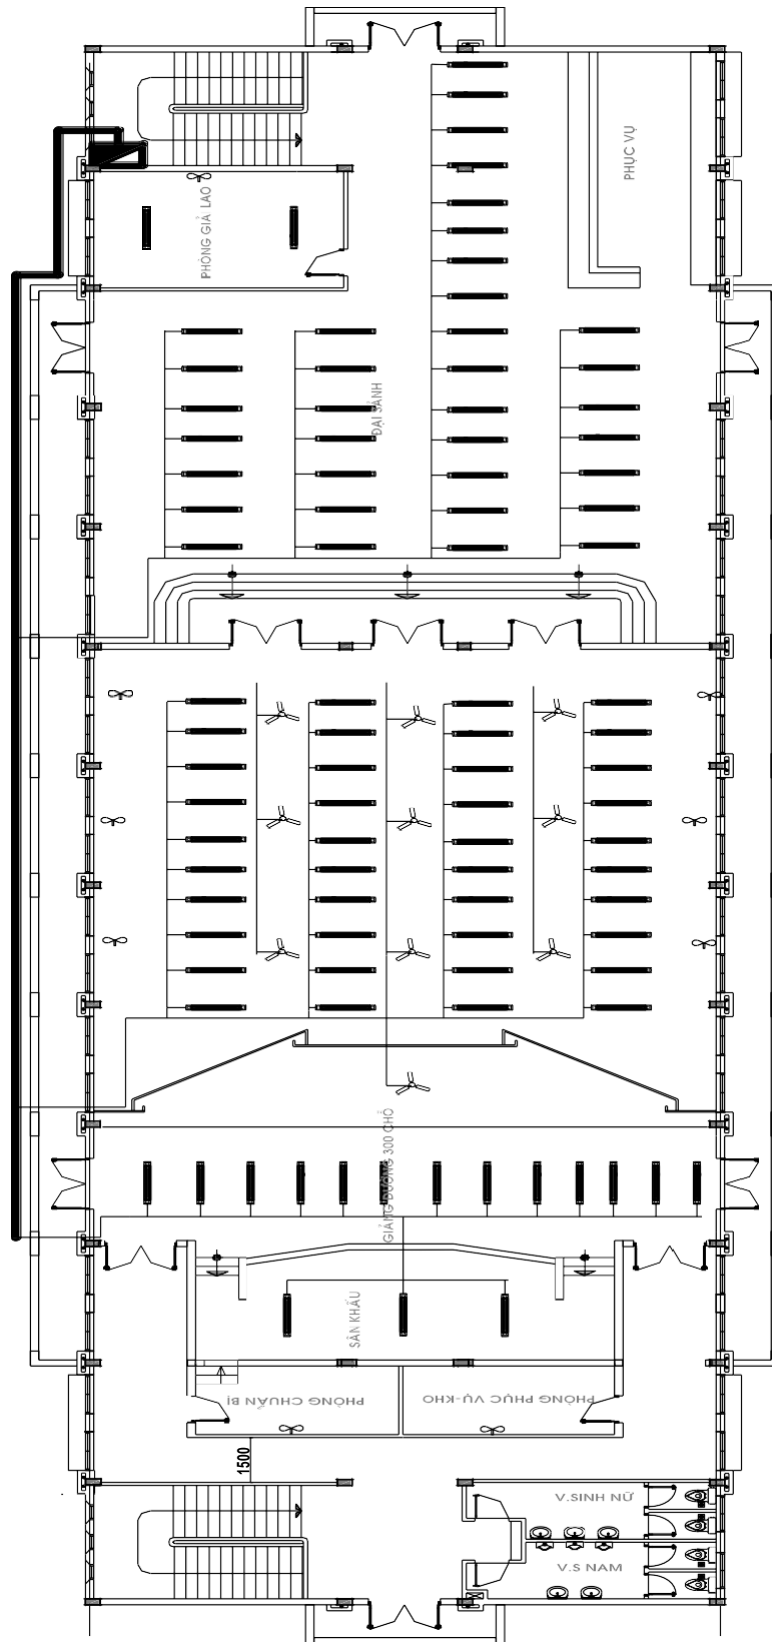 PHỤC VỤ
PHÒNG GIẢ LAO
ĐẠI SẢNH
GIẢNG ĐƯỜNG 300 CHỖ
SÂN KHẤU
PHÒNG CHUẨN BỊ
PHÒNG PHỤC VỤ-KHO
1500
V.SINH NỮ
V.S NAM